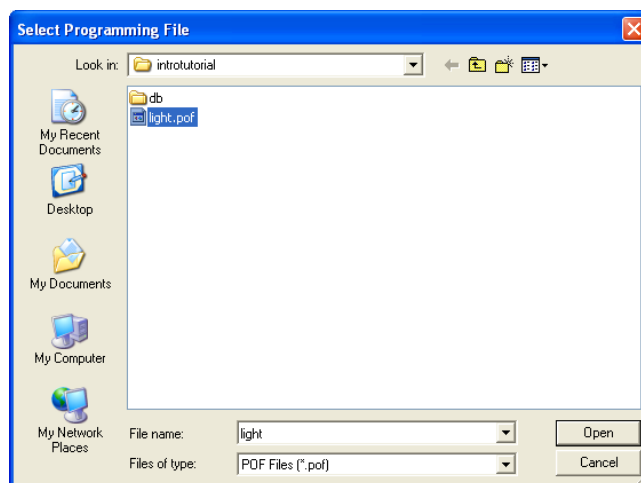 Select Programming File
Look in: introtutorial
db
light.pof
My Recent
Documents
Desktop
My Documents
My Computer
My Network
Places
File name: light Open
Files of type: POF Files (*.pof) Cancel